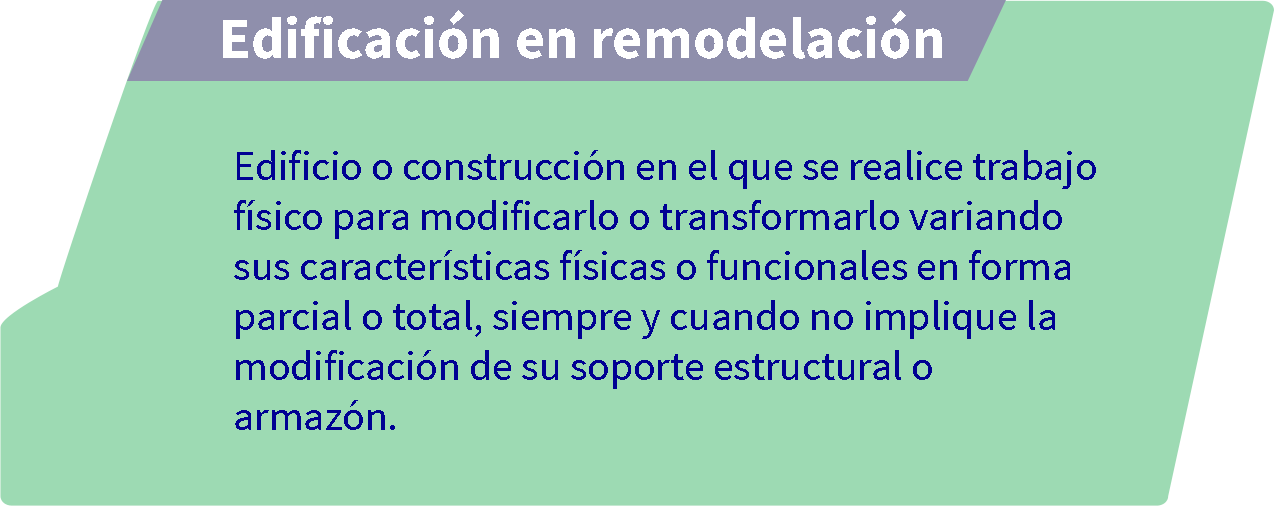 Edificación en remodelación
Edificio o construcción en el que se realice trabajo
físico para modificarlo o transformarlo variando
sus características físicas o funcionales en forma
parcial o total, siempre y cuando no implique la
modificación de su soporte estructural o
armazón.